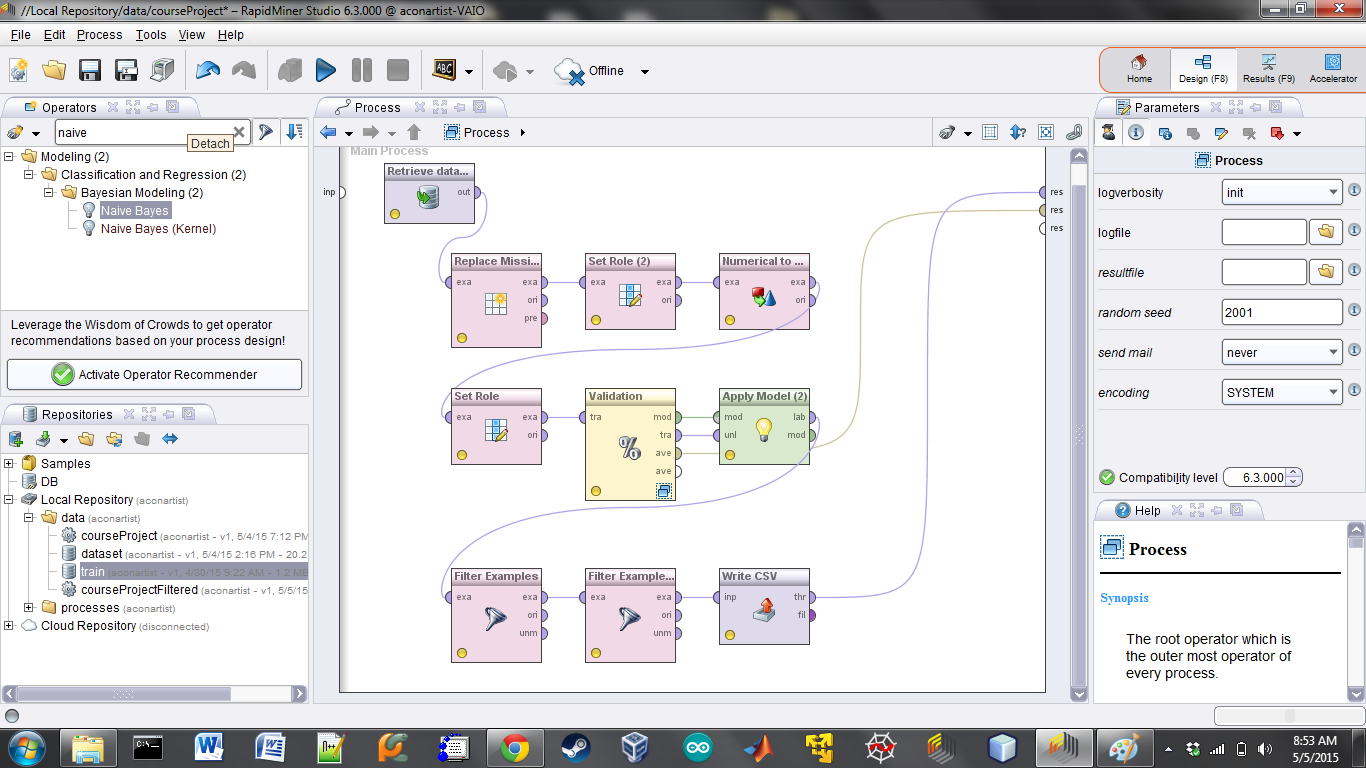 //Local Repository/data/courseProject* – RapidMiner Studio 6.3.000 @ aconartist-VAIO
File Edit Process Tools View Help
ABC
Offline
Home
Design (F8)
Results (F9)
Accelerator
Operators
naive
Detach
Modeling (2)
Classification and Regression (2)
Bayesian Modeling (2)
Naive Bayes
Naive Bayes (Kernel)
Leverage the Wisdom of Crowds to get operator
recommendations based on your process design!
Activate Operator Recommender
Repositories
Samples
DB
Local Repository (aconartist)
data (aconartist)
courseProject (aconartist - v1, 5/4/15 7:12 PM
dataset (aconartist - v1, 5/4/15 2:16 PM - 20.2
train (aconartist - v1, 4/30/15 9:22 AM - 1.2 MB
courseProjectFiltered (aconartist - v1, 5/5/15
processes (aconartist)
Cloud Repository (disconnected)
Process
Process
Main Process
inp
Retrieve data...
out
res
res
res
Replace Missi...
exa exa
ori
pre
Set Role (2)
exa exa
ori
Numerical to ...
exa exa
ori
Set Role
exa exa
ori
Validation
tra mod
tra
ave
ave
Apply Model (2)
mod lab
unl mod
Filter Examples
exa exa
ori
unm
Filter Example...
exa exa
ori
unm
Write CSV
inp thr
fil
Parameters
Process
logverbosity init
logfile
resultfile
random seed 2001
send mail never
encoding SYSTEM
Compatibility level 6.3.000
Help
Process
Synopsis
The root operator which is
the outer most operator of
every process.
8:53 AM
5/5/2015